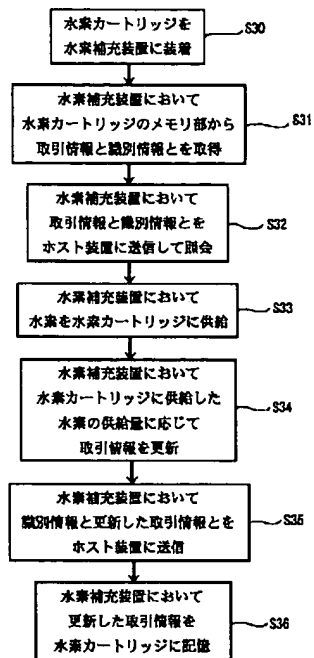 水素カートリッジを
水素補充装置に装着
S30
水素補充装置において
水素カートリッジのメモリ部から
取引情報と識別情報とを取得
S31
水素補充装置において
取引情報と識別情報とを
ホスト装置に送信して照会
S32
水素補充装置において
水素を水素カートリッジに供給
S33
水素補充装置において
水素カートリッジに供給した
水素の供給量に応じて
取引情報を更新
S34
水素補充装置において
識別情報と更新した取引情報とを
ホスト装置に送信
S35
水素補充装置において
更新した取引情報を
水素カートリッジに記憶
S36